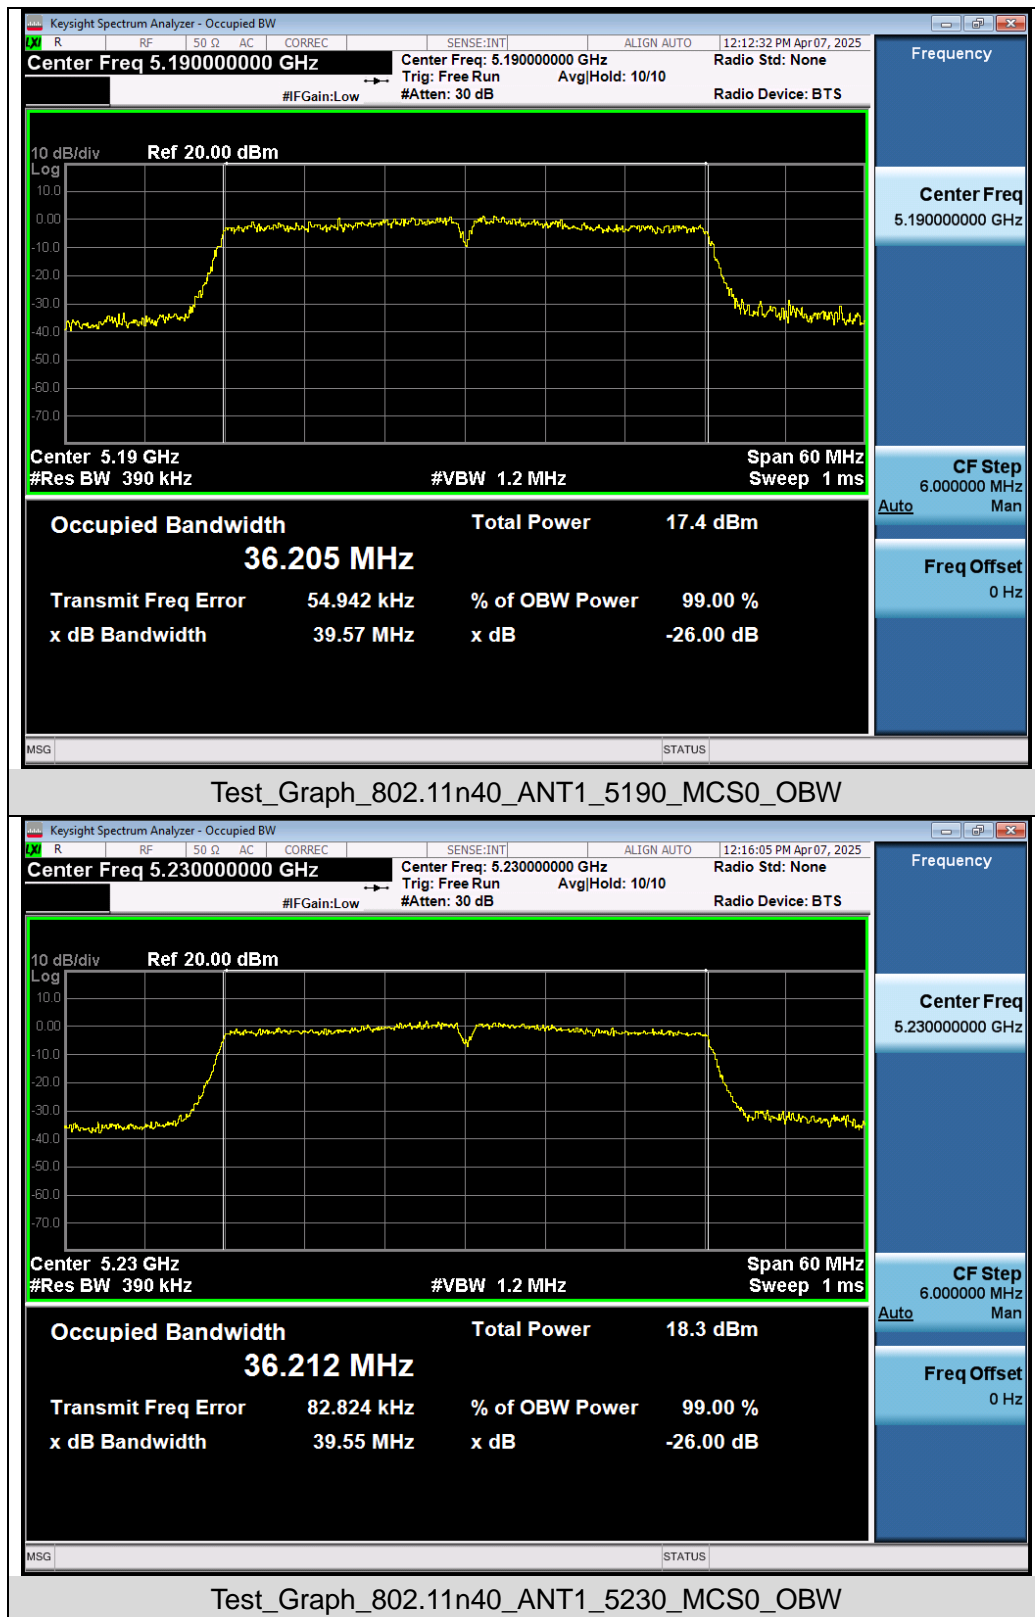 Keysight Spectrum Analyzer - Occupied BW
LXI R RF 50 Ω AC CORREC SENSE:INT ALIGN AUTO 12:12:32 PM Apr 07, 2025
Center Freq 5.190000000 GHz
Center Freq: 5.190000000 GHz Radio Std: None
Trig: Free Run Avg|Hold: 10/10
#IFGain:Low #Atten: 30 dB Radio Device: BTS
10 dB/div Ref 20.00 dBm
Log
10.0
0.00
-10.0
-20.0
-30.0
-40.0
-50.0
-60.0
-70.0
Center 5.19 GHz Span 60 MHz
#Res BW 390 kHz #VBW 1.2 MHz Sweep 1 ms
Occupied Bandwidth Total Power 17.4 dBm
36.205 MHz
Transmit Freq Error 54.942 kHz % of OBW Power 99.00 %
x dB Bandwidth 39.57 MHz x dB -26.00 dB
MSG STATUS
Frequency
Center Freq
5.190000000 GHz
CF Step
6.000000 MHz
Auto Man
Freq Offset
0 Hz
Test_Graph_802.11n40_ANT1_5190_MCS0_OBW
Keysight Spectrum Analyzer - Occupied BW
LXI R RF 50 Ω AC CORREC SENSE:INT ALIGN AUTO 12:16:05 PM Apr 07, 2025
Center Freq 5.230000000 GHz
Center Freq: 5.230000000 GHz Radio Std: None
Trig: Free Run Avg|Hold: 10/10
#IFGain:Low #Atten: 30 dB Radio Device: BTS
10 dB/div Ref 20.00 dBm
Log
10.0
0.00
-10.0
-20.0
-30.0
-40.0
-50.0
-60.0
-70.0
Center 5.23 GHz Span 60 MHz
#Res BW 390 kHz #VBW 1.2 MHz Sweep 1 ms
Occupied Bandwidth Total Power 18.3 dBm
36.212 MHz
Transmit Freq Error 82.824 kHz % of OBW Power 99.00 %
x dB Bandwidth 39.55 MHz x dB -26.00 dB
MSG STATUS
Frequency
Center Freq
5.230000000 GHz
CF Step
6.000000 MHz
Auto Man
Freq Offset
0 Hz
Test_Graph_802.11n40_ANT1_5230_MCS0_OBW